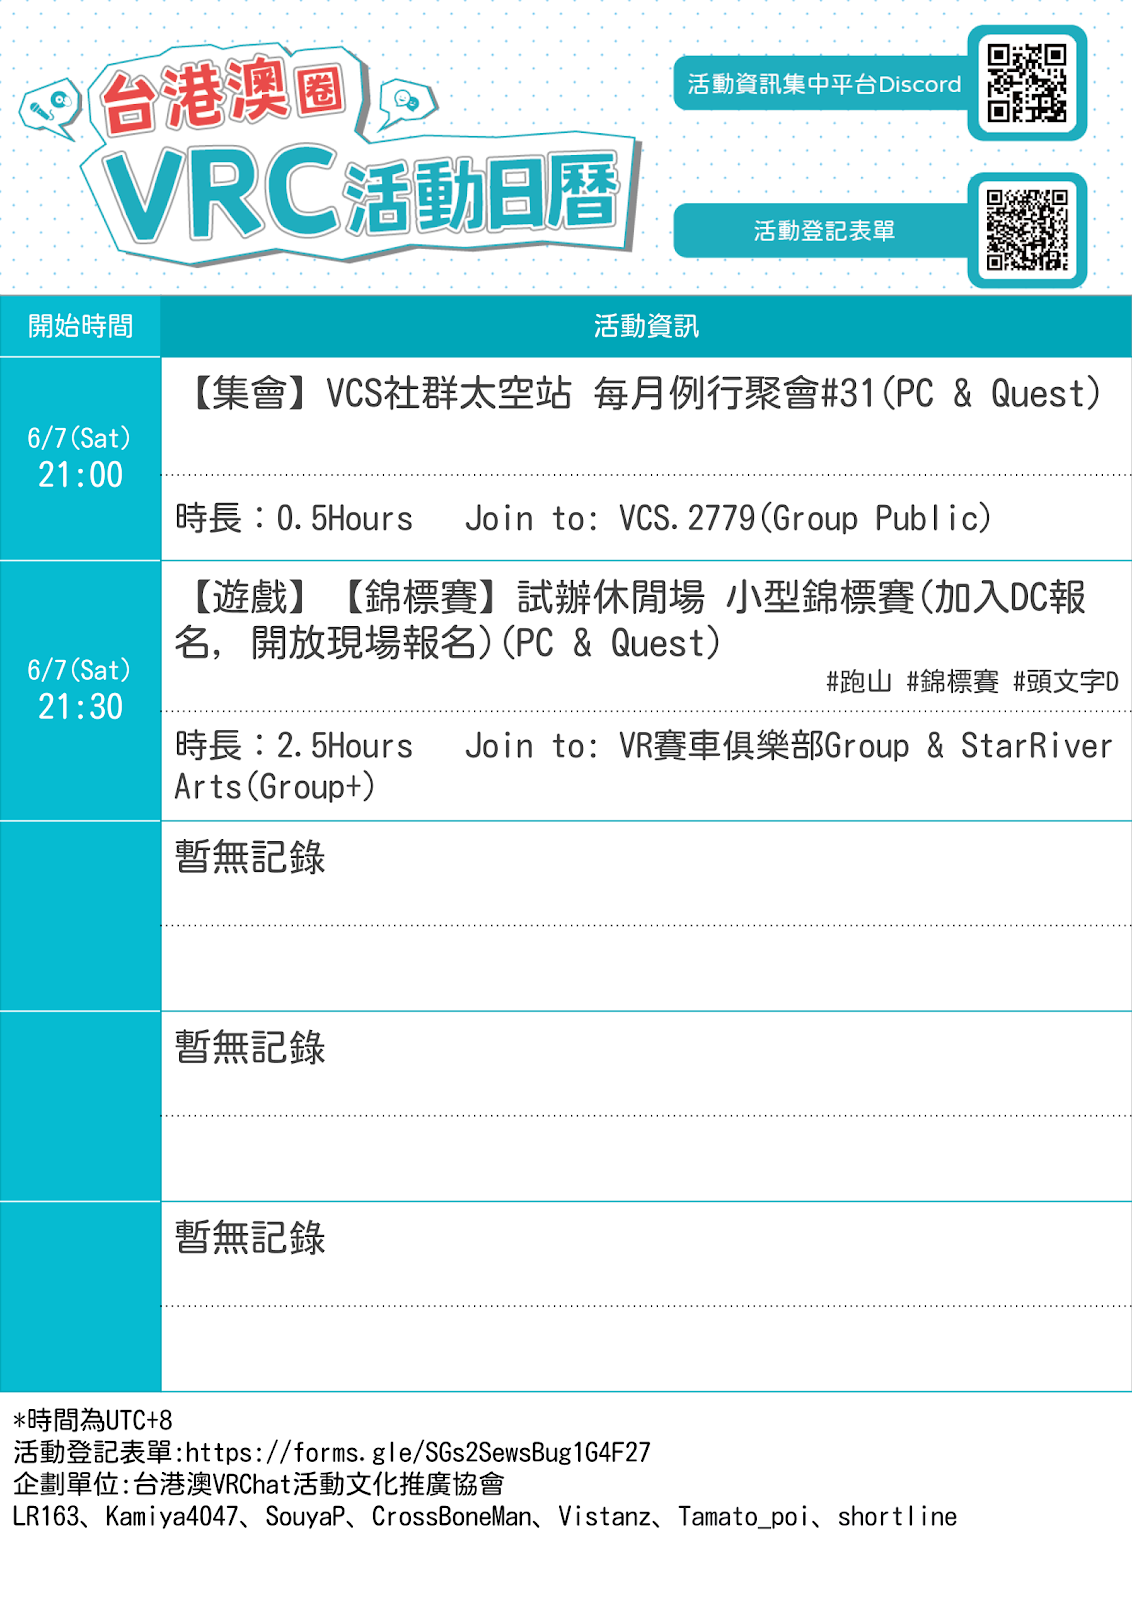 台港澳圈
VRC活動日曆
活動資訊集中平台Discord
活動登記表單
開始時間
活動資訊
6/7(Sat)
21:00
【集會】VCS社群太空站 每月例行聚會#31(PC & Quest)
時長：0.5Hours Join to: VCS.2779(Group Public)
6/7(Sat)
21:30
【遊戲】【錦標賽】試辦休閒場 小型錦標賽(加入DC報
名, 開放現場報名)(PC & Quest)
#跑山 #錦標賽 #頭文字D
時長：2.5Hours Join to: VR賽車俱樂部Group & StarRiver
Arts(Group+)
暫無記錄
暫無記錄
暫無記錄
*時間為UTC+8
活動登記表單:https://forms.gle/SGs2SewsBug1G4F27
企劃單位:台港澳VRChat活動文化推廣協會
LR163、Kamiya4047、SouyaP、CrossBoneMan、Vistanz、Tamato_poi、shortline